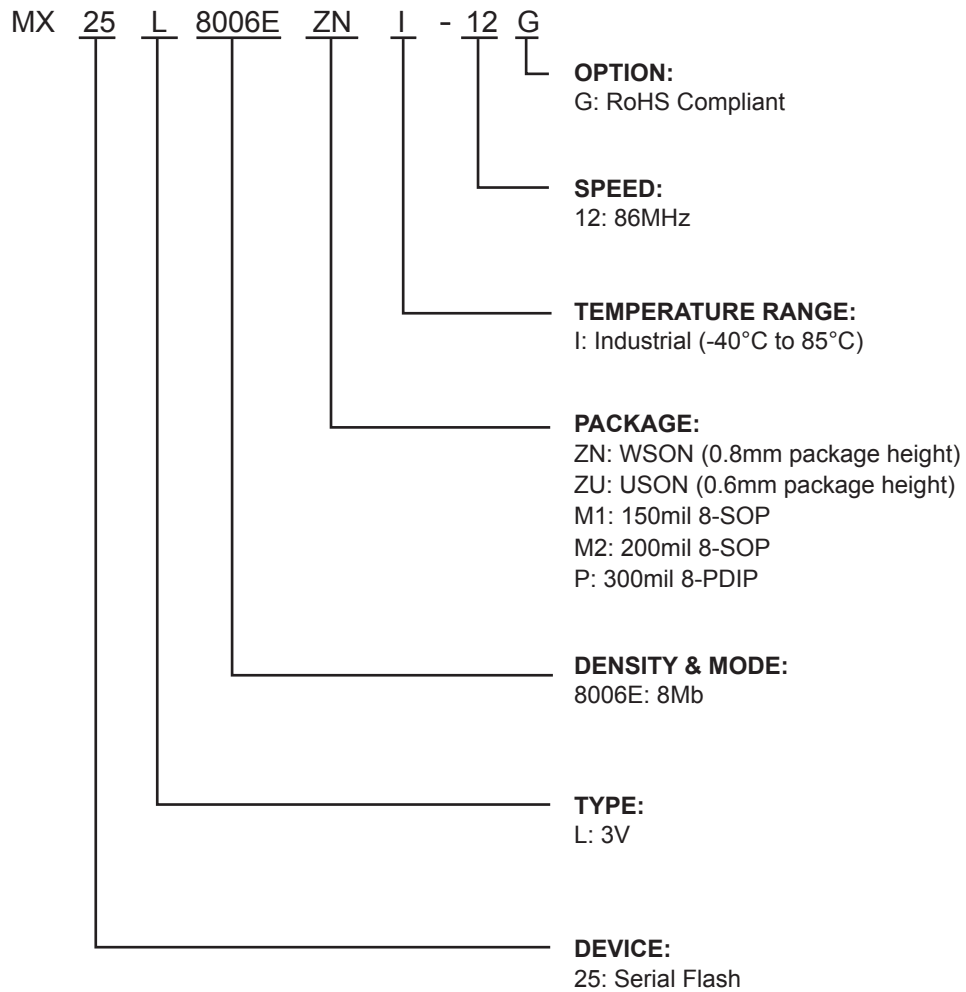 MX 25 L 8006E ZN I - 12 G
OPTION:
G: RoHS Compliant
SPEED:
12: 86MHz
TEMPERATURE RANGE:
I: Industrial (-40°C to 85°C)
PACKAGE:
ZN: WSON (0.8mm package height)
ZU: USON (0.6mm package height)
M1: 150mil 8-SOP
M2: 200mil 8-SOP
P: 300mil 8-PDIP
DENSITY & MODE:
8006E: 8Mb
TYPE:
L: 3V
DEVICE:
25: Serial Flash